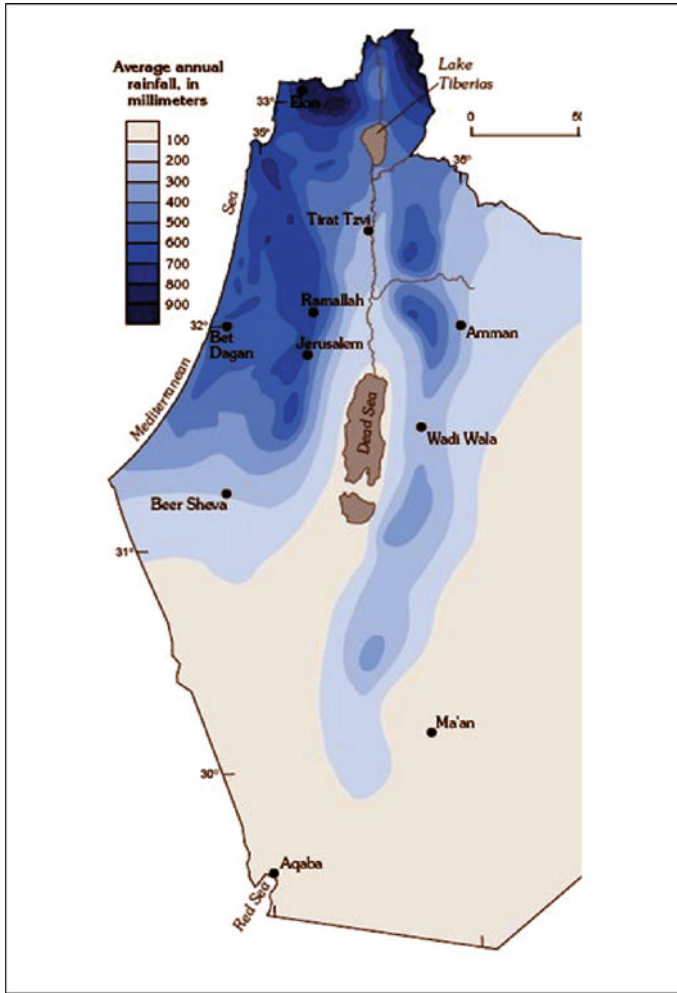 Average annual
rainfall, in
millimeters
100
200
300
400
500
600
700
800
900
Lake
Tiberias
0
50
33°
Elon
35°
36°
Sea
Tirat Tzvi
Ramallah
32°
Bet
Dagan
Jerusalem
Amman
Mediterranean
Dead Sea
Wadi Wala
Beer Sheva
31°
Ma'an
30°
Aqaba
Red Sea